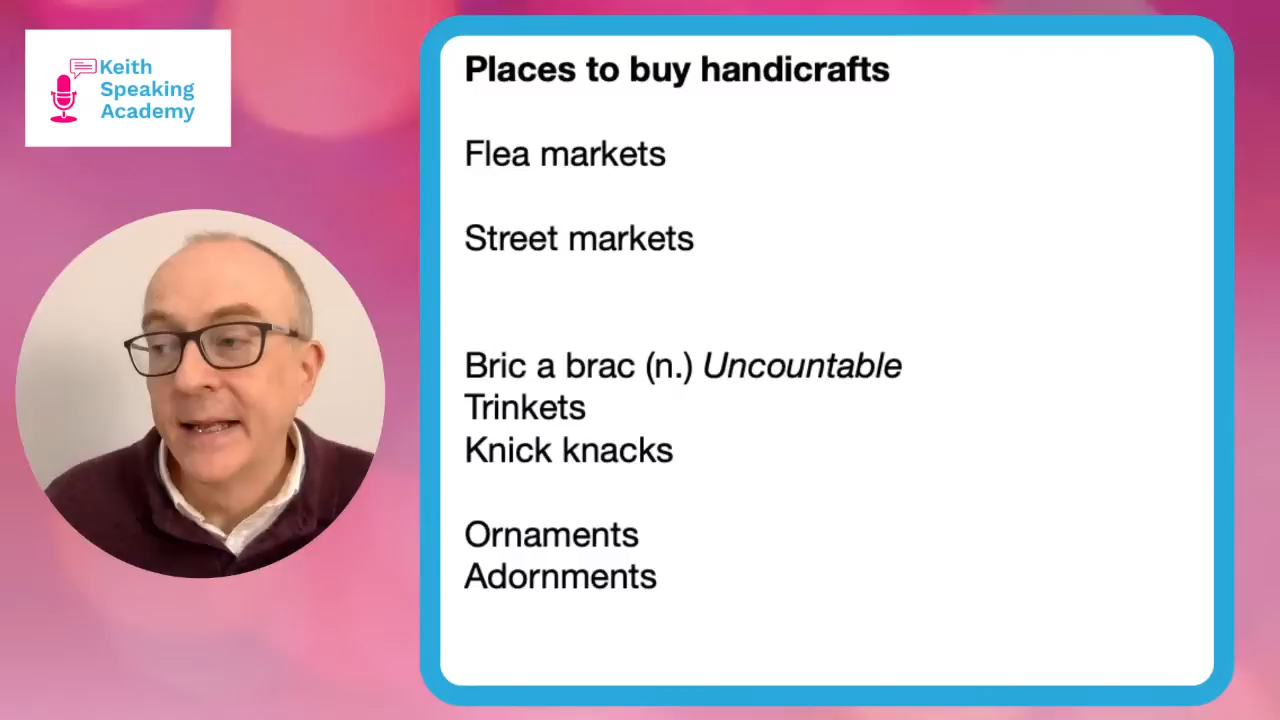 Keith
Speaking
Academy
Places to buy handicrafts
Flea markets
Street markets
Bric a brac (n.) Uncountable
Trinkets
Knick knacks
Ornaments
Adornments